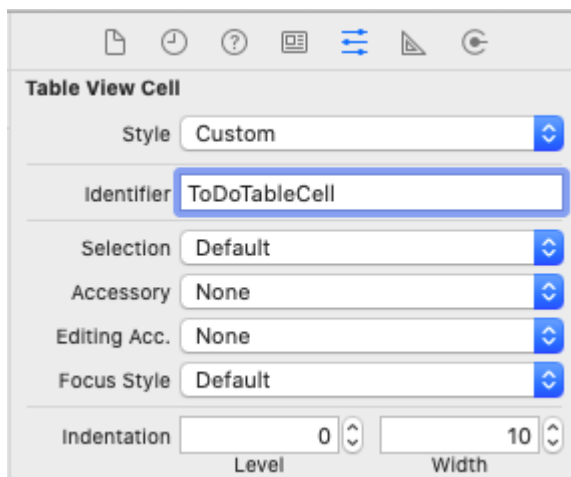 Table View Cell
Style Custom
Identifier ToDoTableCell
Selection Default
Accessory None
Editing Acc. None
Focus Style Default
Indentation 0 10
Level Width